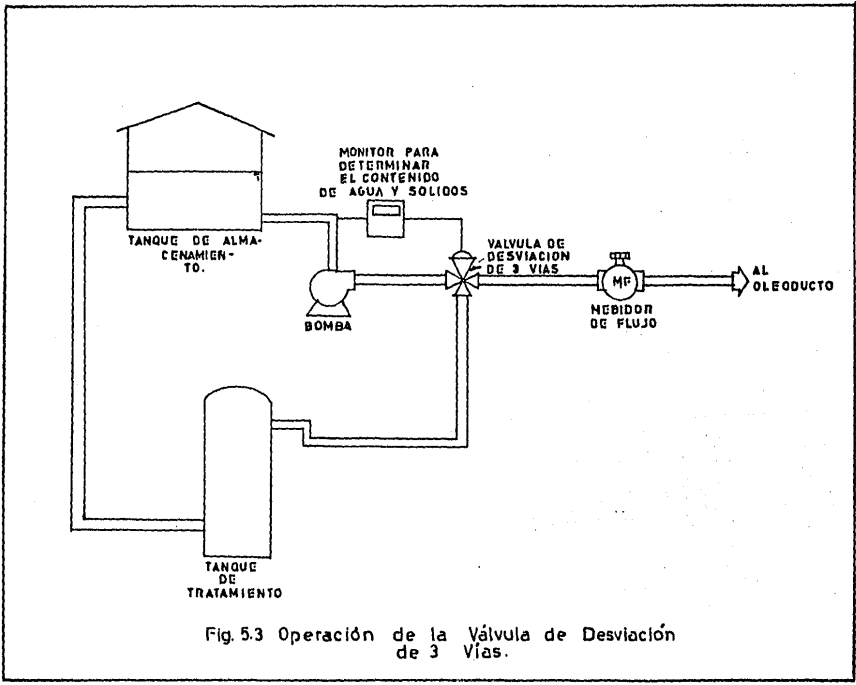 MONITOR PARA
DETERMINAR
EL CONTENIDO
DE AGUA Y SOLIDOS
TANQUE DE ALMA-
CENAMIEN-
TO.
VALVULA DE
DESVIACION
DE 3 VIAS
BOMBA
MF
MEDIDOR
DE FLUJO
AL
OLEODUCTO
TANQUE
DE
TRATAMIENTO
Fig. 5.3 Operación de la Válvula de Desviación
de 3 Vías.